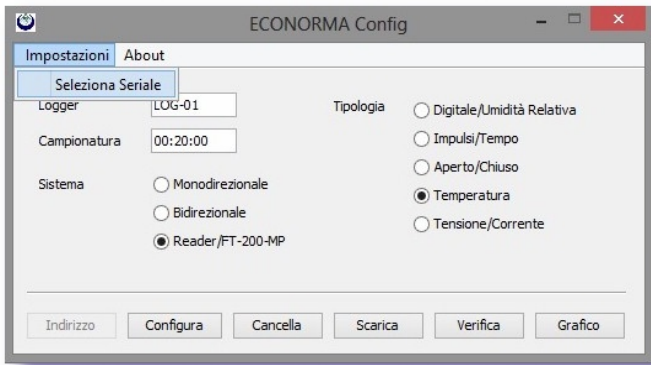 ECONORMA Config
Impostazioni About
Seleziona Seriale
Logger LOG-01
Campionatura 00:20:00
Sistema
Monodirezionale
Bidirezionale
Reader/FT-200-MP
Tipologia
Digitale/Umidità Relativa
Impulsi/Tempo
Aperto/Chiuso
Temperatura
Tensione/Corrente
Indirizzo Configura Cancella Scarica Verifica Grafico